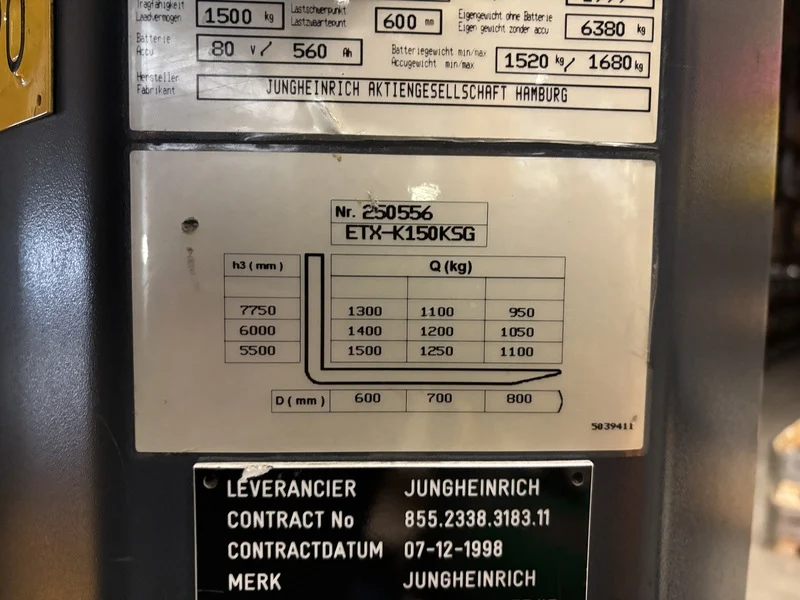 Tragfähigkeit
Laadvermogen
1500 kg
Lastschwerpunkt
Lastzwaartepunt
600 mm
Eigengewicht ohne Batterie
Eigen gewicht zonder accu
6380 kg
Batterie
Accu
80 V / 560 Ah
Batteriegewicht min/max
Accugewicht min/max
1520 kg / 1680 kg
Hersteller
Fabrikant
JUNGHEINRICH AKTIENGESELLSCHAFT HAMBURG
Nr. 250556
ETX-K150KSG
h3 (mm) Q (kg)
7750 1300 1100 950
6000 1400 1200 1050
5500 1500 1250 1100
D (mm) 600 700 800
5039411
LEVERANCIER JUNGHEINRICH
CONTRACT No 855.2338.3183.11
CONTRACTDATUM 07-12-1998
MERK JUNGHEINRICH